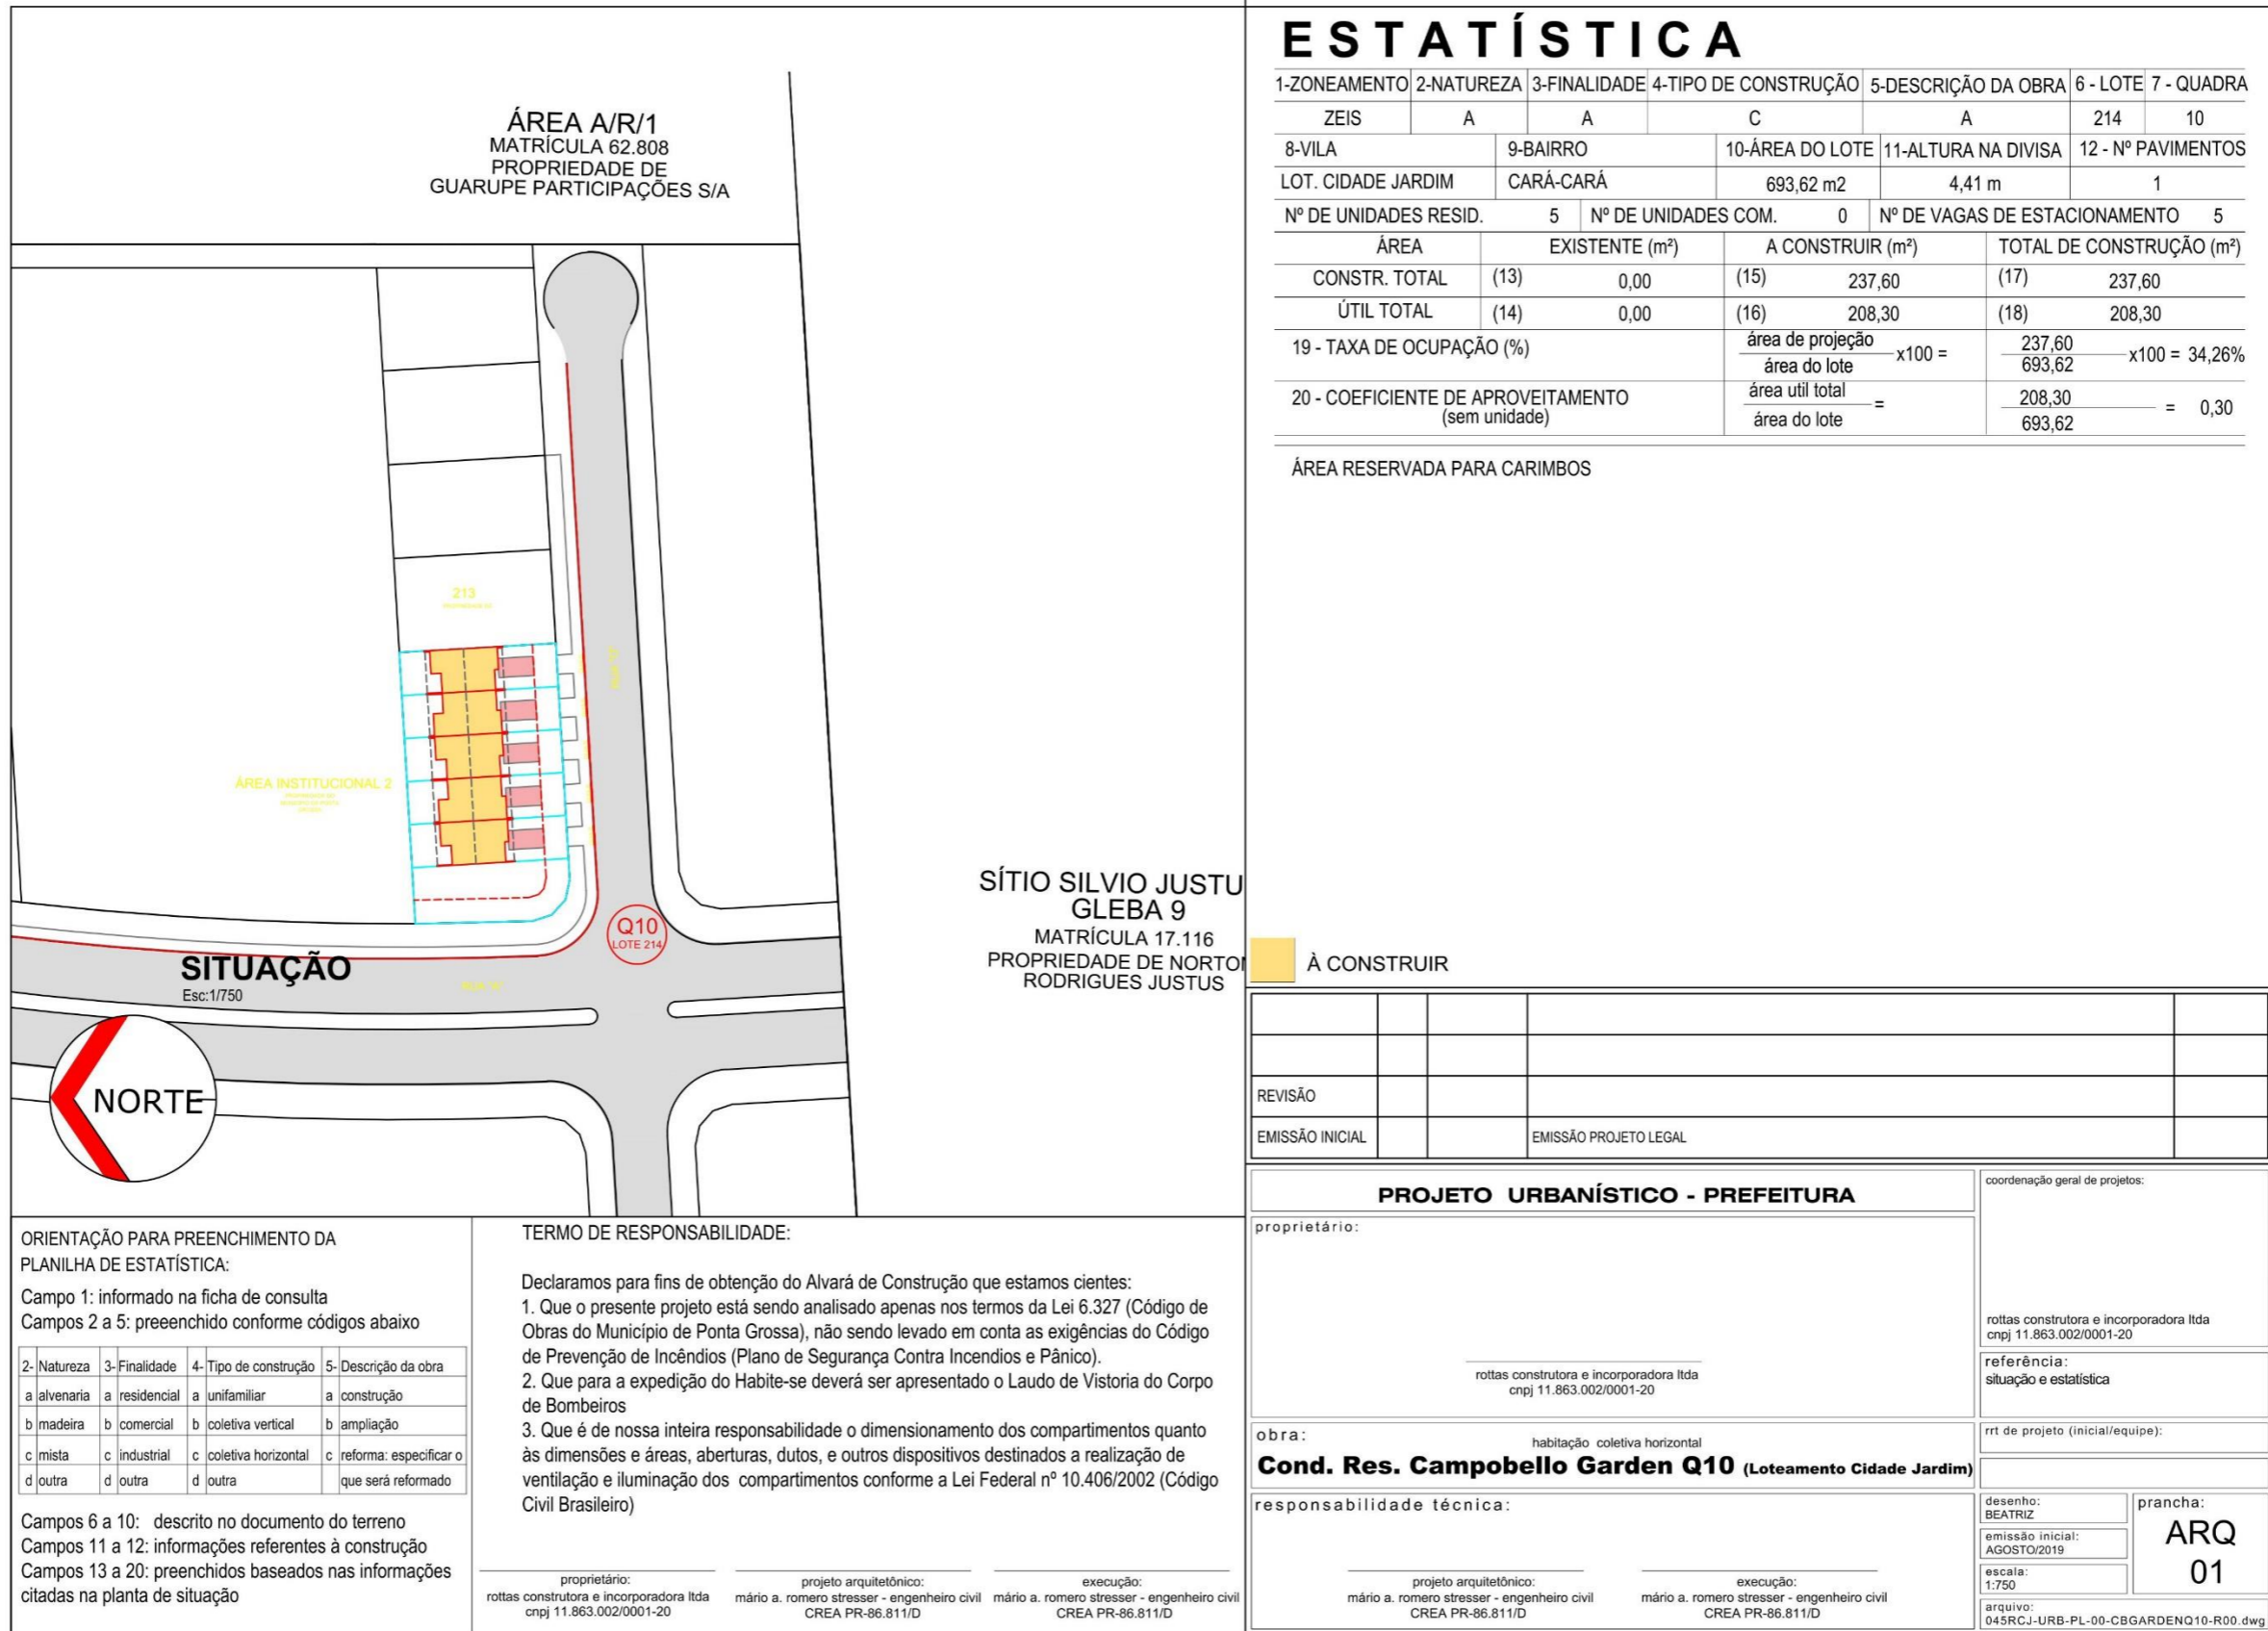 ÁREA A/R/1
MATRÍCULA 62.808
PROPRIEDADE DE
GUARUPE PARTICIPAÇÕES S/A
213
ÁREA INSTITUCIONAL 2
SÍTIO SILVIO JUSTU
GLEBA 9
MATRÍCULA 17.116
PROPRIEDADE DE NORTO
RODRIGUES JUSTUS
Q10
LOTE 214
SITUAÇÃO
Esc:1/750
NORTE
ESTATÍSTICA
1-ZONEAMENTO 2-NATUREZA 3-FINALIDADE 4-TIPO DE CONSTRUÇÃO 5-DESCRIÇÃO DA OBRA 6 - LOTE 7 - QUADRA
ZEIS A A C A 214 10
8-VILA 9-BAIRRO 10-ÁREA DO LOTE 11-ALTURA NA DIVISA 12 - Nº PAVIMENTOS
LOT. CIDADE JARDIM CARÁ-CARÁ 693,62 m2 4,41 m 1
Nº DE UNIDADES RESID. 5 Nº DE UNIDADES COM. 0 Nº DE VAGAS DE ESTACIONAMENTO 5
ÁREA EXISTENTE (m²) A CONSTRUIR (m²) TOTAL DE CONSTRUÇÃO (m²)
CONSTR. TOTAL (13) 0,00 (15) 237,60 (17) 237,60
ÚTIL TOTAL (14) 0,00 (16) 208,30 (18) 208,30
19 - TAXA DE OCUPAÇÃO (%) área de projeção 237,60
x100 = x100 = 34,26%
área do lote 693,62
20 - COEFICIENTE DE APROVEITAMENTO área util total 208,30
(sem unidade) = = 0,30
área do lote 693,62
ÁREA RESERVADA PARA CARIMBOS
À CONSTRUIR
REVISÃO
EMISSÃO INICIAL EMISSÃO PROJETO LEGAL
ORIENTAÇÃO PARA PREENCHIMENTO DA
PLANILHA DE ESTATÍSTICA:
Campo 1: informado na ficha de consulta
Campos 2 a 5: preeenchido conforme códigos abaixo
2- Natureza 3- Finalidade 4- Tipo de construção 5- Descrição da obra
a alvenaria a residencial a unifamiliar a construção
b madeira b comercial b coletiva vertical b ampliação
c mista c industrial c coletiva horizontal c reforma: especificar o
d outra d outra d outra que será reformado
Campos 6 a 10: descrito no documento do terreno
Campos 11 a 12: informações referentes à construção
Campos 13 a 20: preenchidos baseados nas informações
citadas na planta de situação
TERMO DE RESPONSABILIDADE:
Declaramos para fins de obtenção do Alvará de Construção que estamos cientes:
1. Que o presente projeto está sendo analisado apenas nos termos da Lei 6.327 (Código de
Obras do Município de Ponta Grossa), não sendo levado em conta as exigências do Código
de Prevenção de Incêndios (Plano de Segurança Contra Incendios e Pânico).
2. Que para a expedição do Habite-se deverá ser apresentado o Laudo de Vistoria do Corpo
de Bombeiros
3. Que é de nossa inteira responsabilidade o dimensionamento dos compartimentos quanto
às dimensões e áreas, aberturas, dutos, e outros dispositivos destinados a realização de
ventilação e iluminação dos compartimentos conforme a Lei Federal nº 10.406/2002 (Código
Civil Brasileiro)
proprietário: projeto arquitetônico: execução:
rottas construtora e incorporadora ltda mário a. romero stresser - engenheiro civil mário a. romero stresser - engenheiro civil
cnpj 11.863.002/0001-20 CREA PR-86.811/D CREA PR-86.811/D
PROJETO URBANÍSTICO - PREFEITURA
proprietário:
rottas construtora e incorporadora ltda
cnpj 11.863.002/0001-20
obra:
habitação coletiva horizontal
Cond. Res. Campobello Garden Q10 (Loteamento Cidade Jardim)
responsabilidade técnica:
projeto arquitetônico: execução:
mário a. romero stresser - engenheiro civil mário a. romero stresser - engenheiro civil
CREA PR-86.811/D CREA PR-86.811/D
coordenação geral de projetos:
rottas construtora e incorporadora ltda
cnpj 11.863.002/0001-20
referência:
situação e estatística
rrt de projeto (inicial/equipe):
desenho:
BEATRIZ
emissão inicial:
AGOSTO/2019
escala:
1:750
prancha:
ARQ
01
arquivo:
045RCJ-URB-PL-00-CBGARDENQ10-R00.dwg